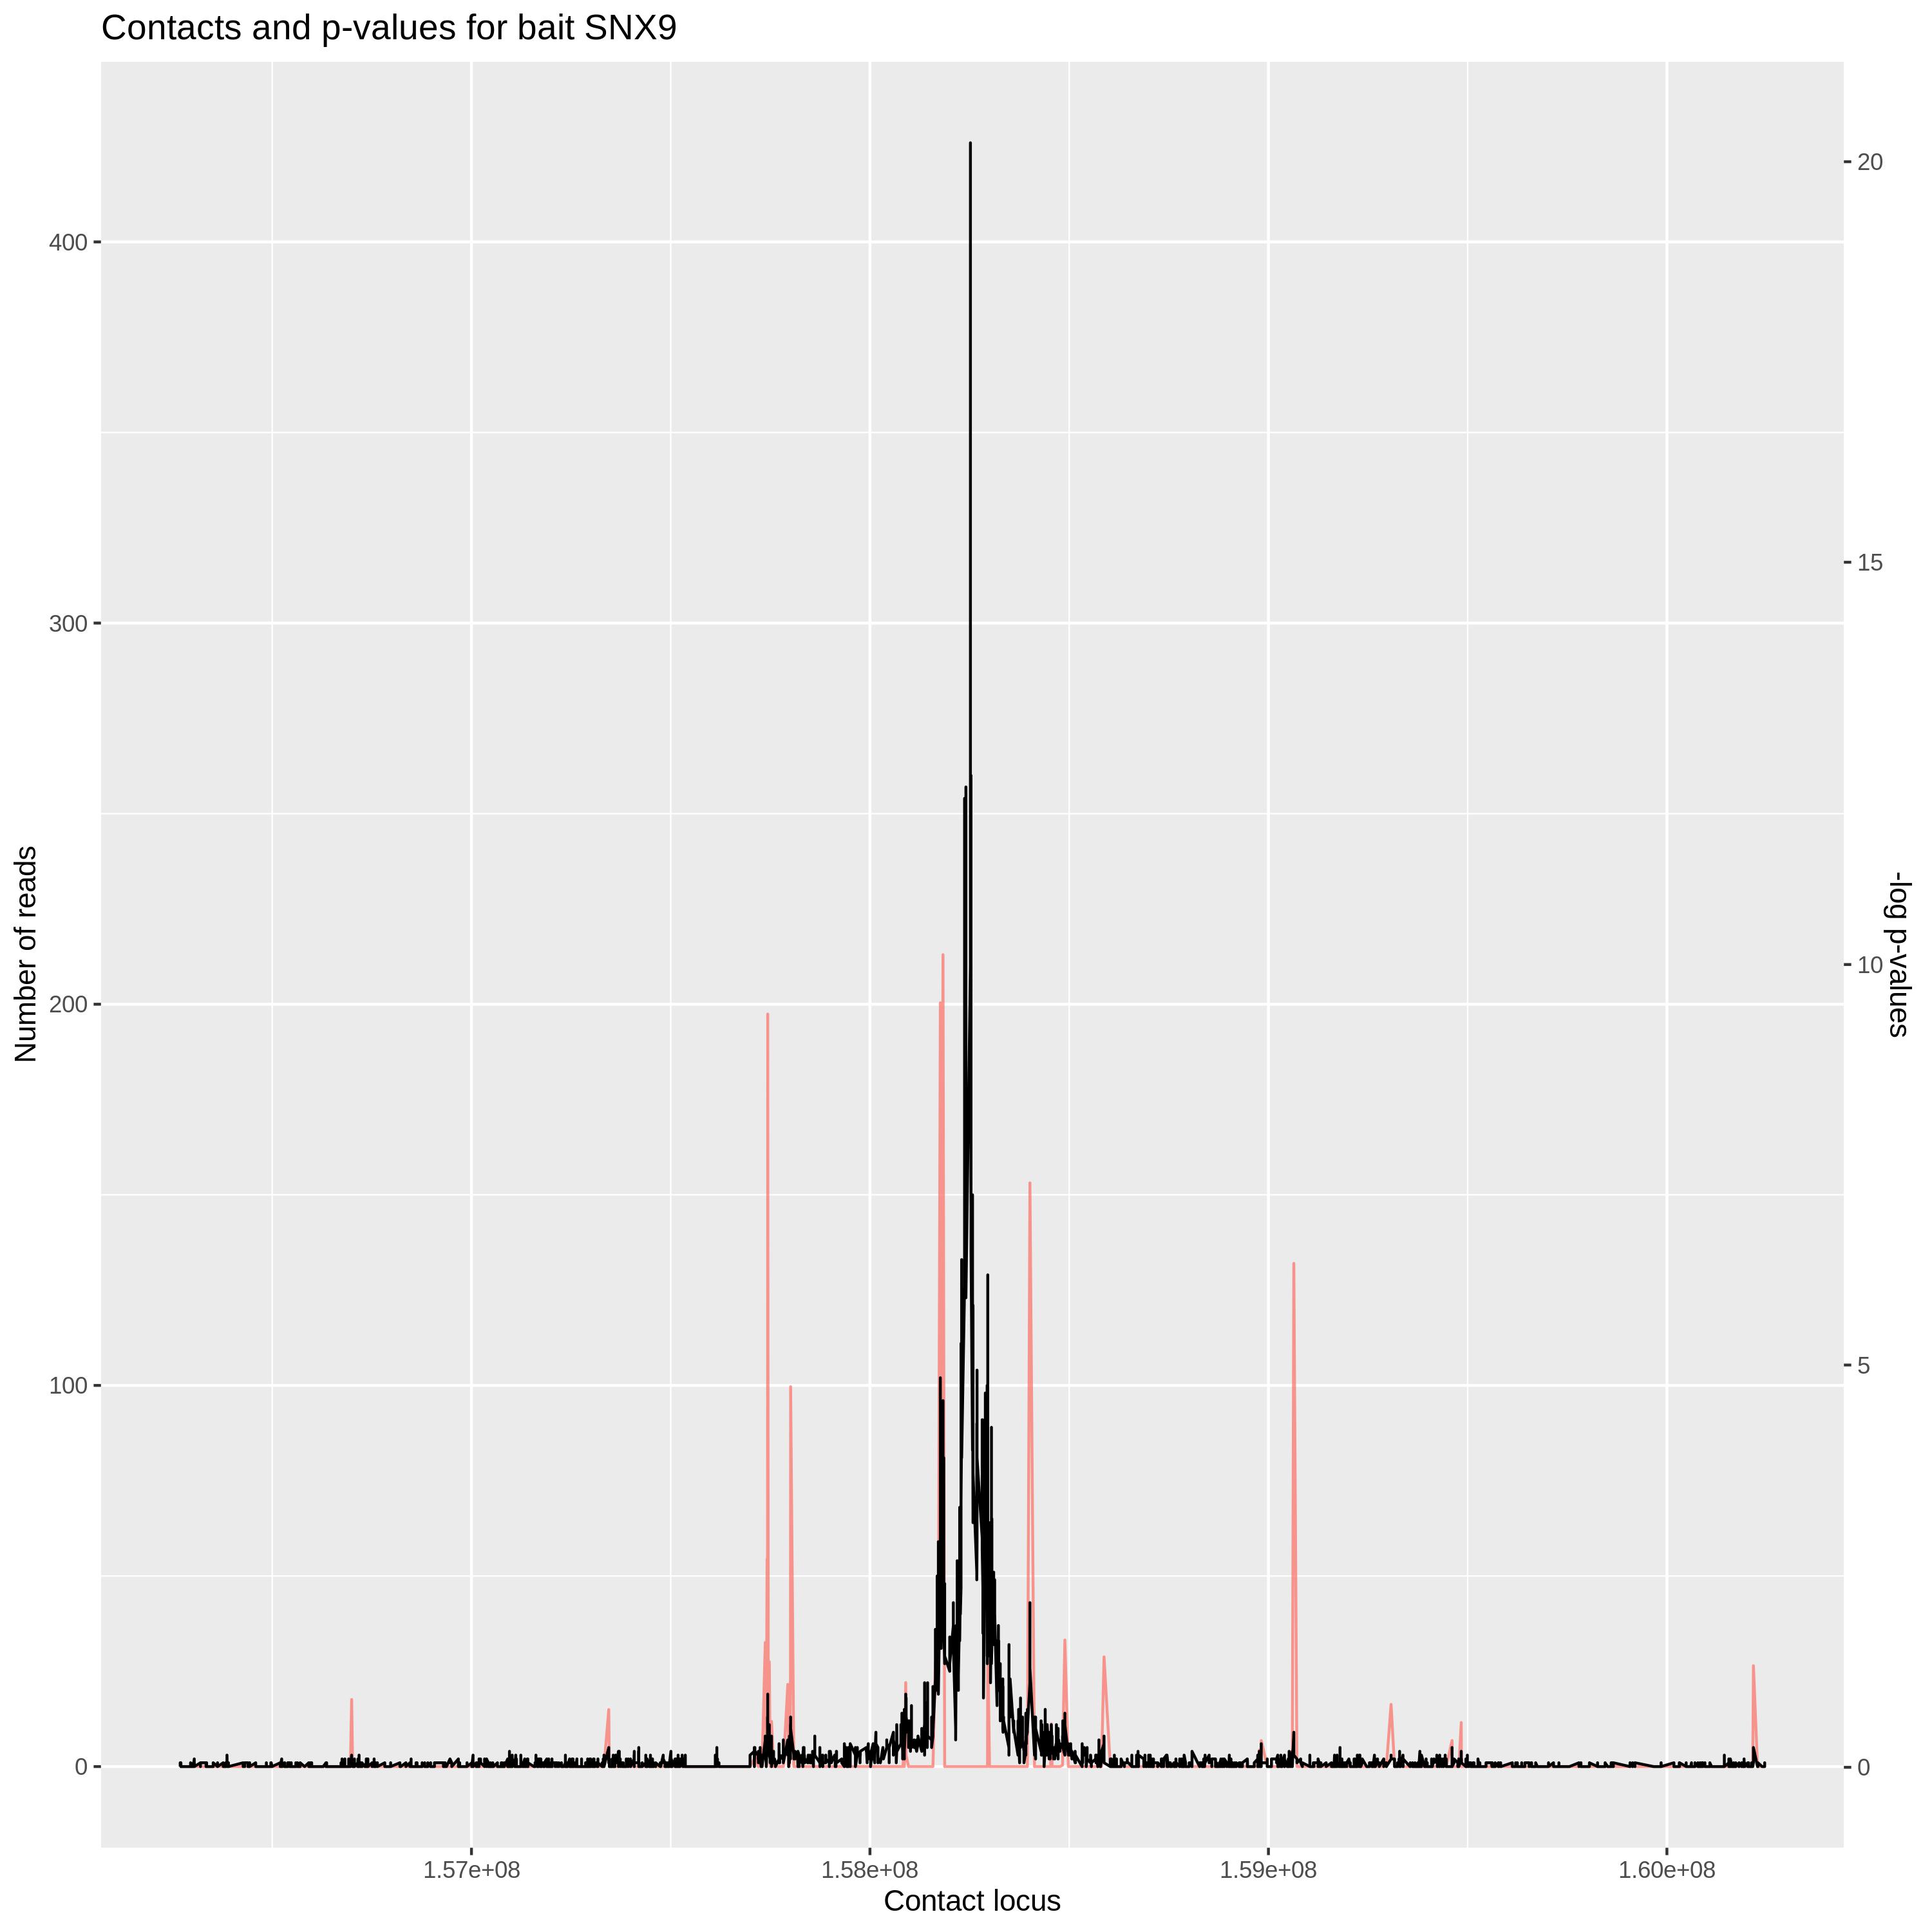 Contacts and p-values for bait SNX9
400
300
200
100
0
Number of reads
20
15
10
5
0
-log p-values
1.57e+08 1.58e+08 1.59e+08 1.60e+08
Contact locus